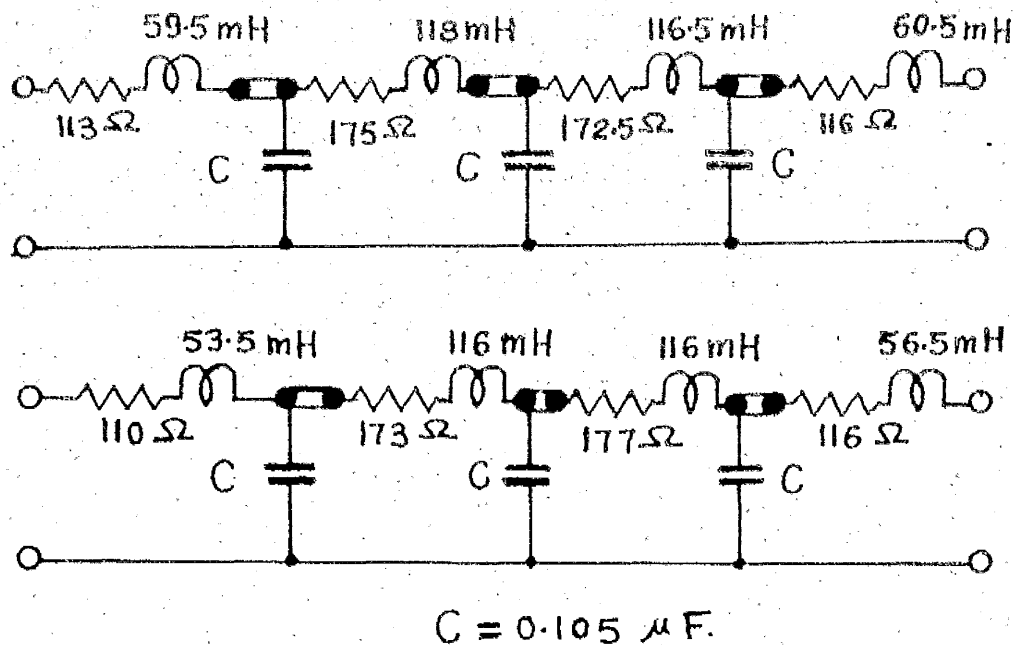 59.5 mH 118 mH 116.5 mH 60.5 mH
113 Ω 175 Ω 172.5 Ω 116 Ω
C C C
53.5 mH 116 mH 116 mH 56.5 mH
110 Ω 173 Ω 177 Ω 116 Ω
C C C
C = 0.105 μF.